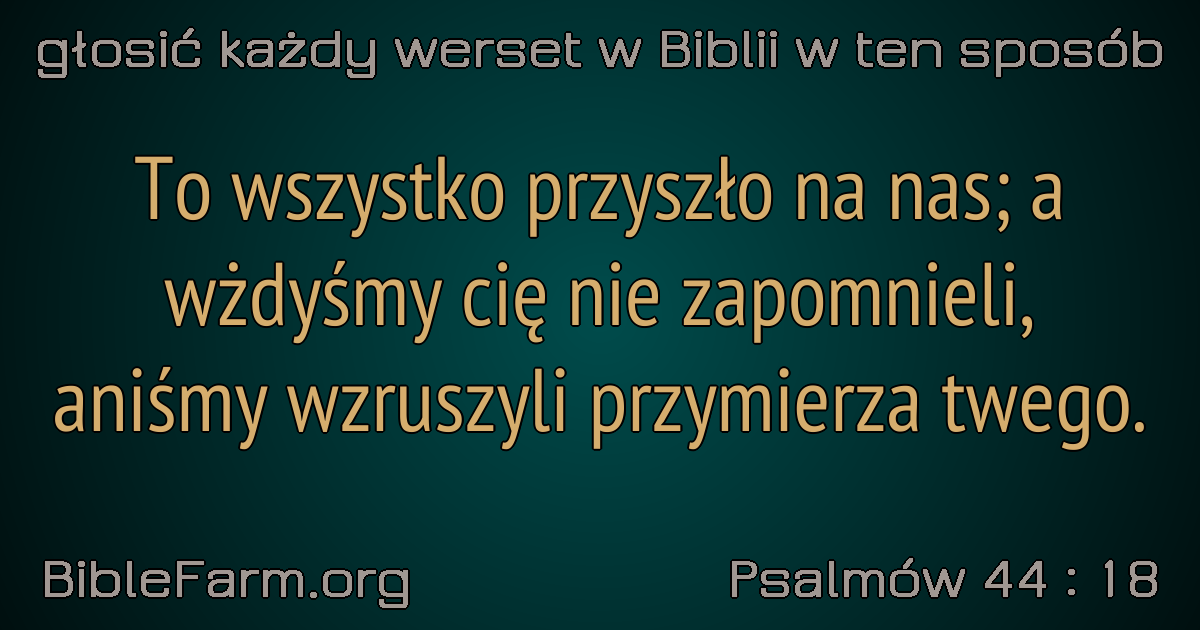 głosić każdy werset w Biblii w ten sposób
To wszystko przyszło na nas; a
wżdyśmy cię nie zapomnieli,
aniśmy wzruszyli przymierza twego.
BibleFarm.org
Psalmów 44 : 18